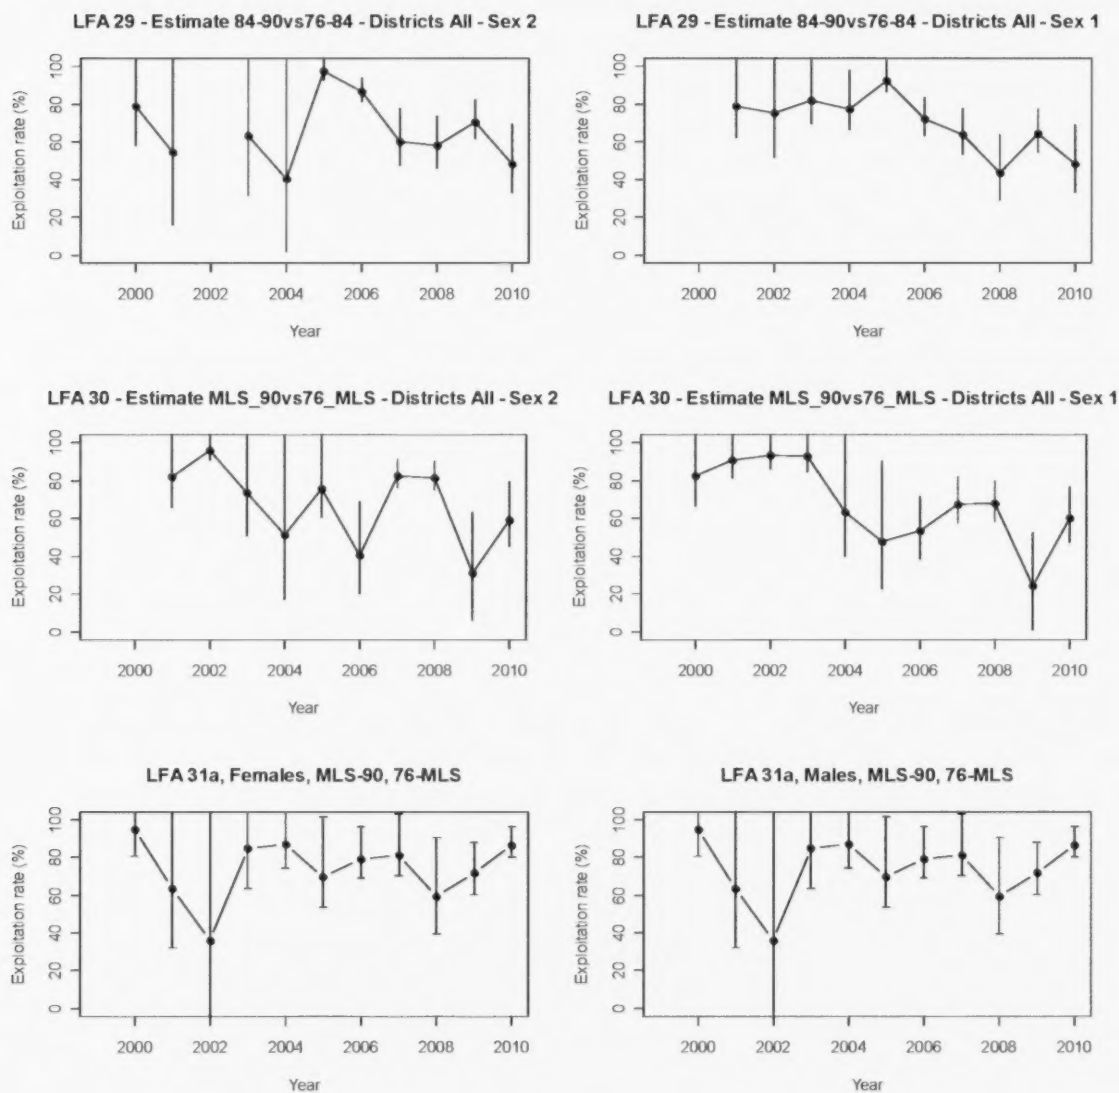 LFA 29 - Estimate 84-90vs76-84 - Districts All - Sex 2
Exploitation rate (%)
100
80
60
40
20
0
2000 2002 2004 2006 2008 2010
Year
LFA 29 - Estimate 84-90vs76-84 - Districts All - Sex 1
Exploitation rate (%)
100
80
60
40
20
0
2000 2002 2004 2006 2008 2010
Year
LFA 30 - Estimate MLS_90vs76_MLS - Districts All - Sex 2
Exploitation rate (%)
100
80
60
40
20
0
2000 2002 2004 2006 2008 2010
Year
LFA 30 - Estimate MLS_90vs76_MLS - Districts All - Sex 1
Exploitation rate (%)
100
80
60
40
20
0
2000 2002 2004 2006 2008 2010
Year
LFA 31a, Females, MLS-90, 76-MLS
Exploitation rate (%)
100
80
60
40
20
0
2000 2002 2004 2006 2008 2010
Year
LFA 31a, Males, MLS-90, 76-MLS
Exploitation rate (%)
100
80
60
40
20
0
2000 2002 2004 2006 2008 2010
Year